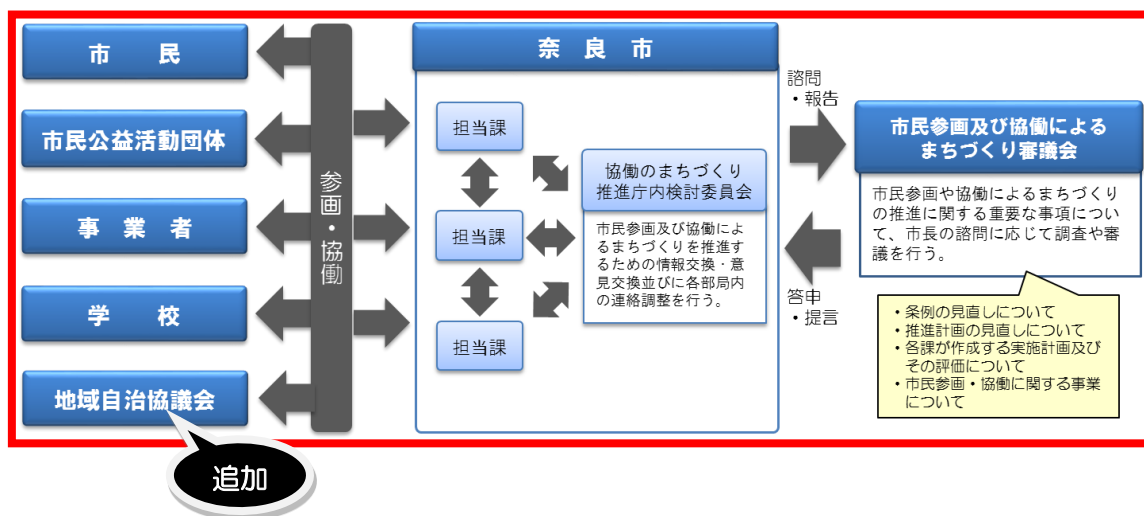 市　民
市民公益活動団体
事　業　者
学　校
地域自治協議会
追加
参画・協働
奈　良　市
担当課
担当課
担当課
協働のまちづくり
推進庁内検討委員会
市民参画及び協働によ
るまちづくりを推進す
るための情報交換・意
見交換並びに各部局内
の連絡調整を行う。
諮問
・報告
答申
・提言
市民参画及び協働による
まちづくり審議会
市民参画や協働によるまちづくり
の推進に関する重要な事項につい
て、市長の諮問に応じて調査や審
議を行う。
・条例の見直しについて
・推進計画の見直しについて
・各課が作成する実施計画及び
その評価について
・市民参画・協働に関する事業
について